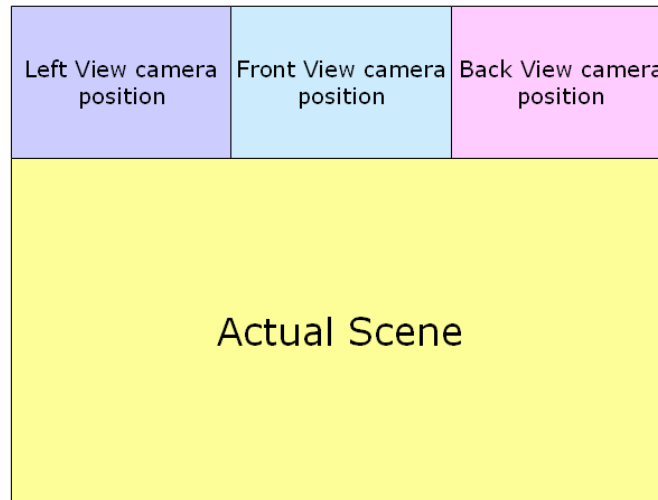 Left View camera
position
Front View camera
position
Back View camera
position
Actual Scene